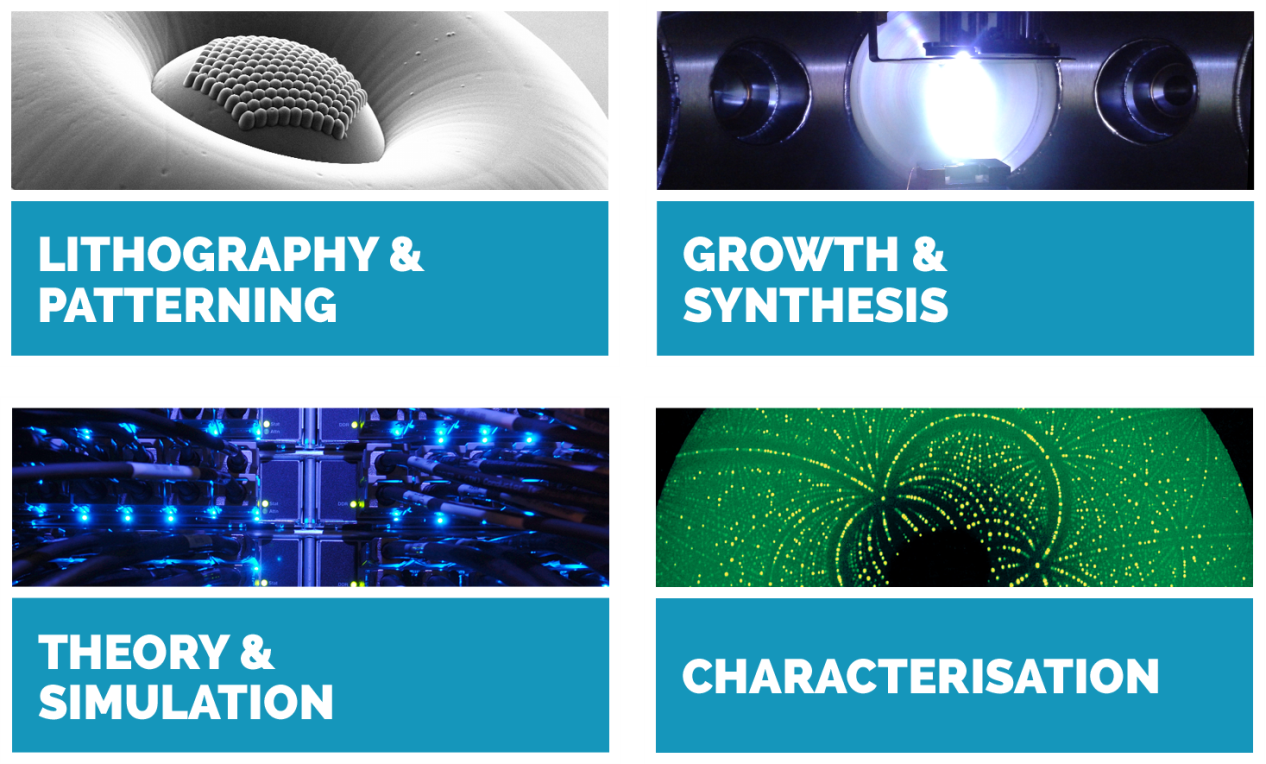 LITHOGRAPHY &
PATTERNING
GROWTH &
SYNTHESIS
THEORY &
SIMULATION
CHARACTERISATION